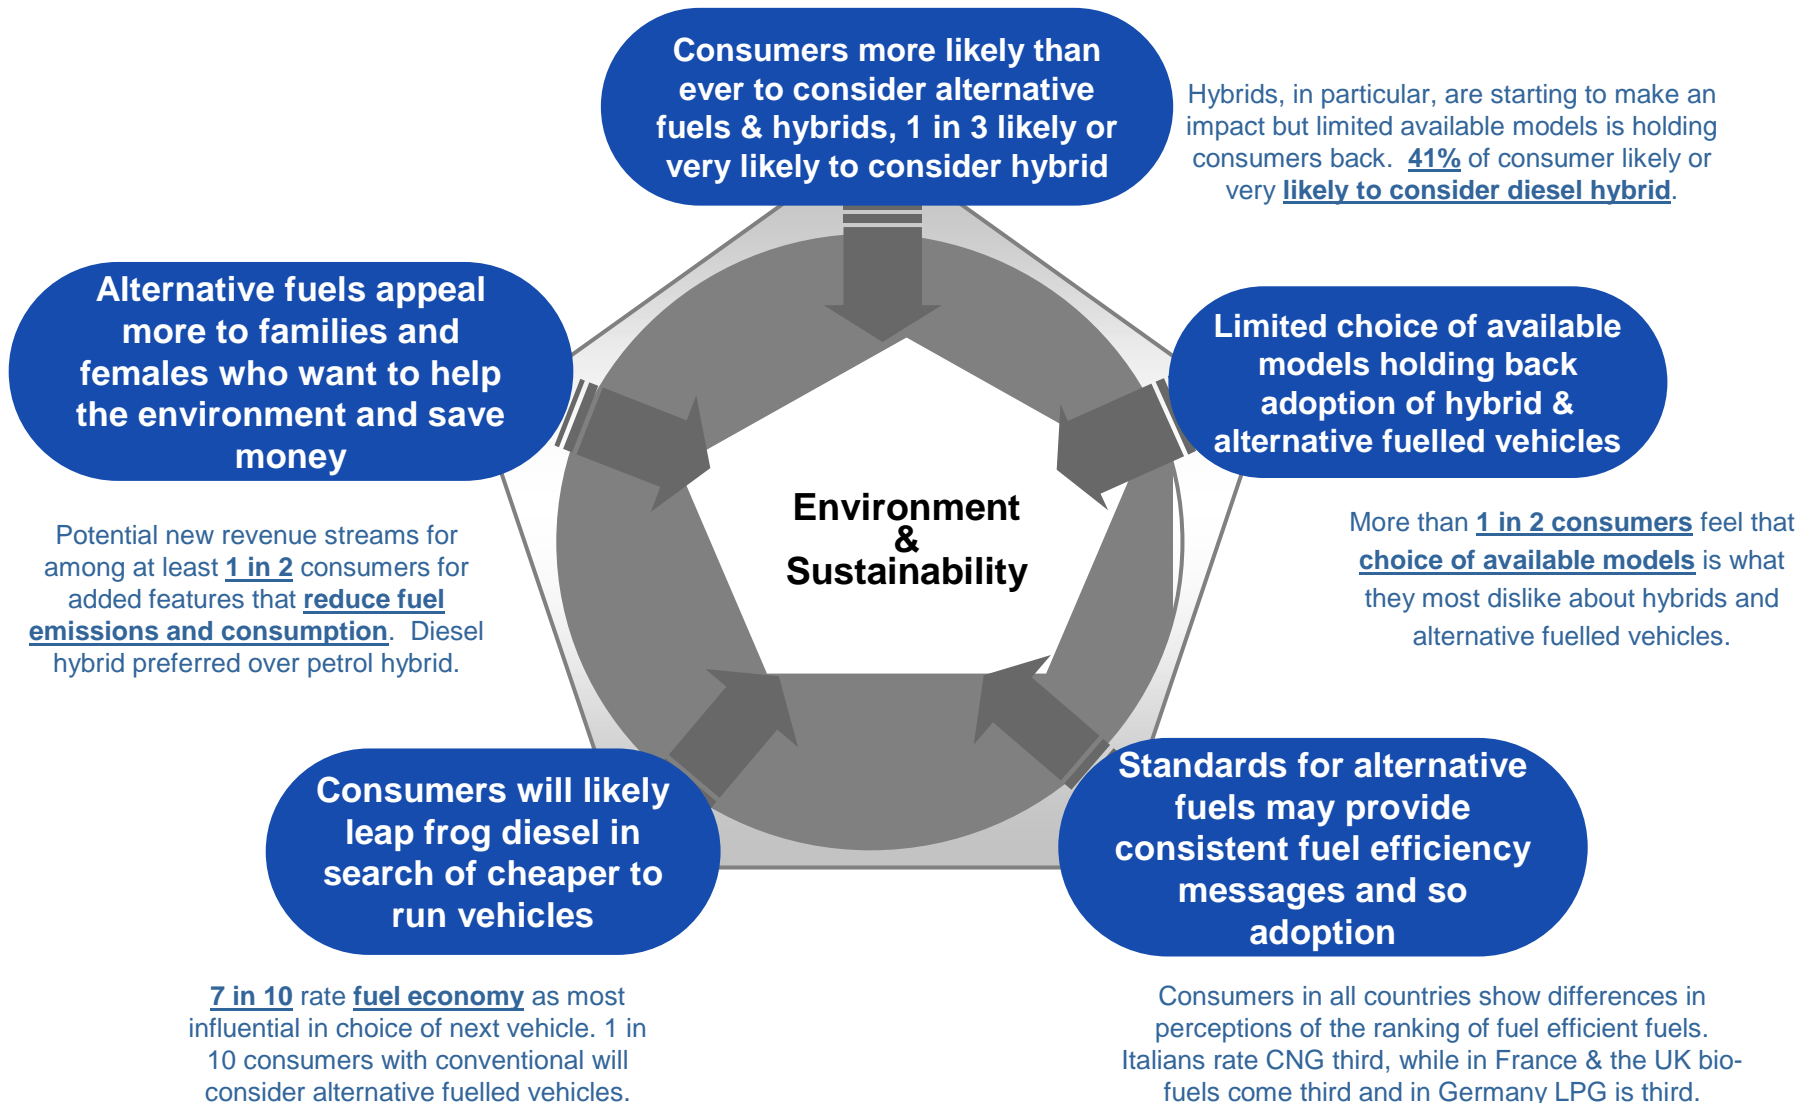 Consumers more likely than
ever to consider alternative
fuels & hybrids, 1 in 3 likely or
very likely to consider hybrid
Hybrids, in particular, are starting to make an
impact but limited available models is holding
consumers back.  41% of consumer likely or
very likely to consider diesel hybrid.
Alternative fuels appeal
more to families and
females who want to help
the environment and save
money
Limited choice of available
models holding back
adoption of hybrid &
alternative fuelled vehicles
Environment
&
Sustainability
Potential new revenue streams for
among at least 1 in 2 consumers for
added features that reduce fuel
emissions and consumption.  Diesel
hybrid preferred over petrol hybrid.
More than 1 in 2 consumers feel that
choice of available models is what
they most dislike about hybrids and
alternative fuelled vehicles.
Consumers will likely
leap frog diesel in
search of cheaper to
run vehicles
Standards for alternative
fuels may provide
consistent fuel efficiency
messages and so
adoption
7 in 10 rate fuel economy as most
influential in choice of next vehicle. 1 in
10 consumers with conventional will
consider alternative fuelled vehicles.
Consumers in all countries show differences in
perceptions of the ranking of fuel efficient fuels.
Italians rate CNG third, while in France & the UK bio-
fuels come third and in Germany LPG is third.